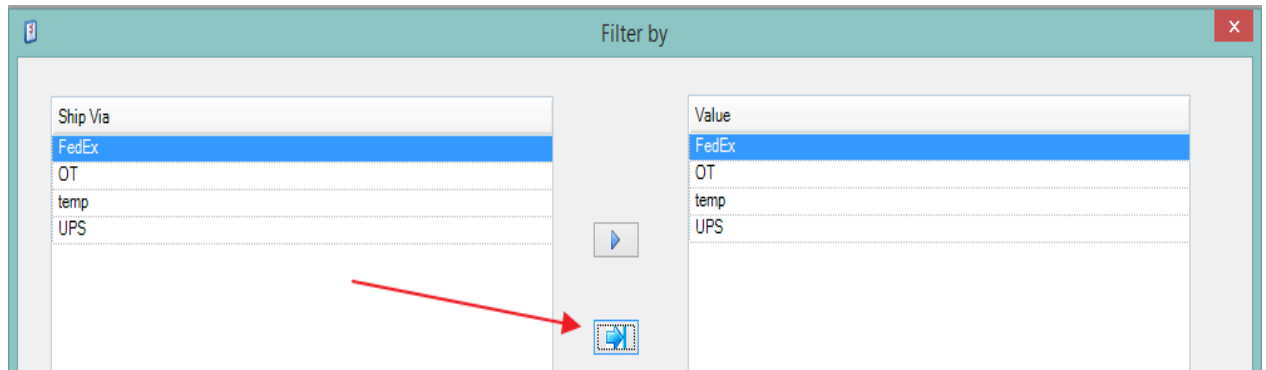 Filter by
x
Ship Via
FedEx
OT
temp
UPS
Value
FedEx
OT
temp
UPS